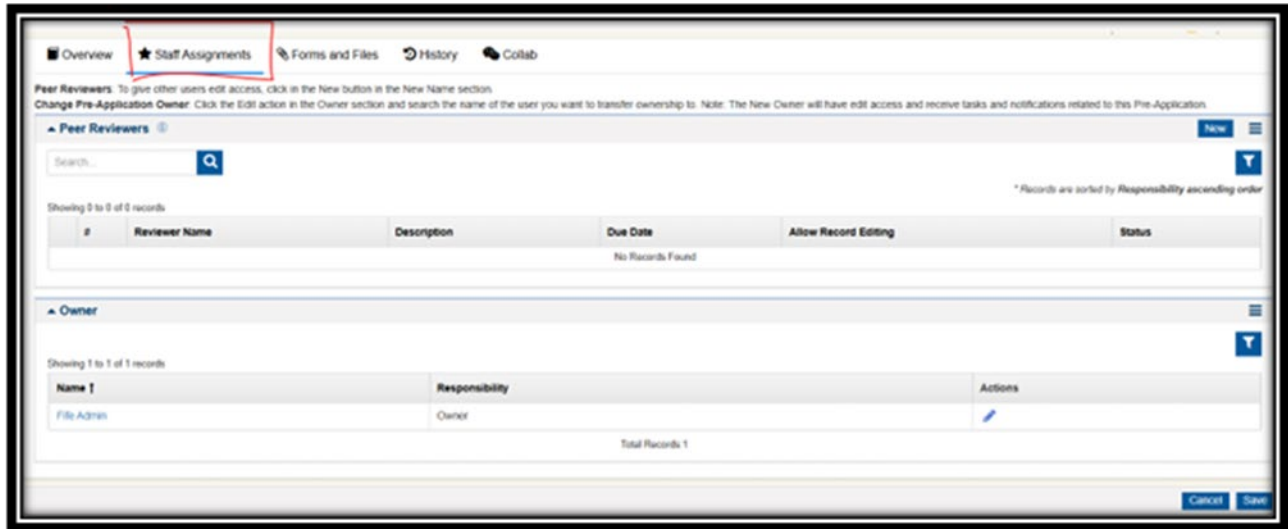 Overview Staff Assignments Forms and Files History Collab
Peer Reviewers: To give other users edit access, click in the New button in the New Name section.
Change Pre-Application Owner: Click the Edit action in the Owner section and search the name of the user you want to transfer ownership to. Note: The New Owner will have edit access and receive tasks and notifications related to this Pre-Application.
Peer Reviewers New
Search...
* Records are sorted by Responsibility ascending order
Showing 0 to 0 of 0 records
# Reviewer Name Description Due Date Allow Record Editing Status
No Records Found
Owner
Showing 1 to 1 of 1 records
Name Responsibility Actions
Fife Admin Owner
Total Records 1
Cancel Save